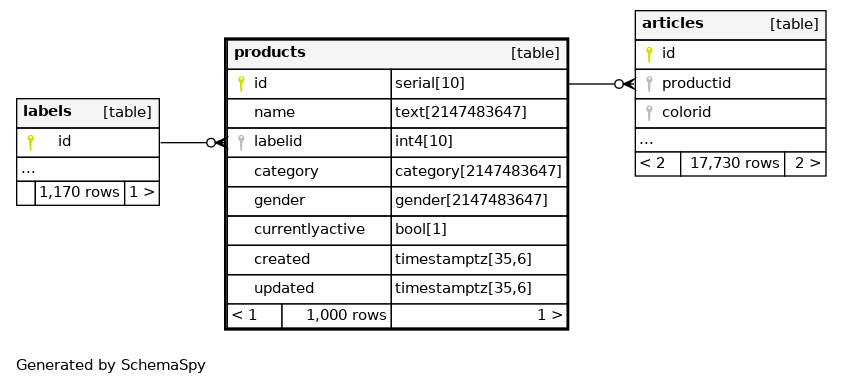 labels [table]
id
...
1,170 rows 1 >
products [table]
id serial[10]
name text[2147483647]
labelid int4[10]
category category[2147483647]
gender gender[2147483647]
currentlyactive bool[1]
created timestamptz[35,6]
updated timestamptz[35,6]
< 1 1,000 rows 1 >
articles [table]
id
productid
colorid
...
< 2 17,730 rows 2 >
Generated by SchemaSpy